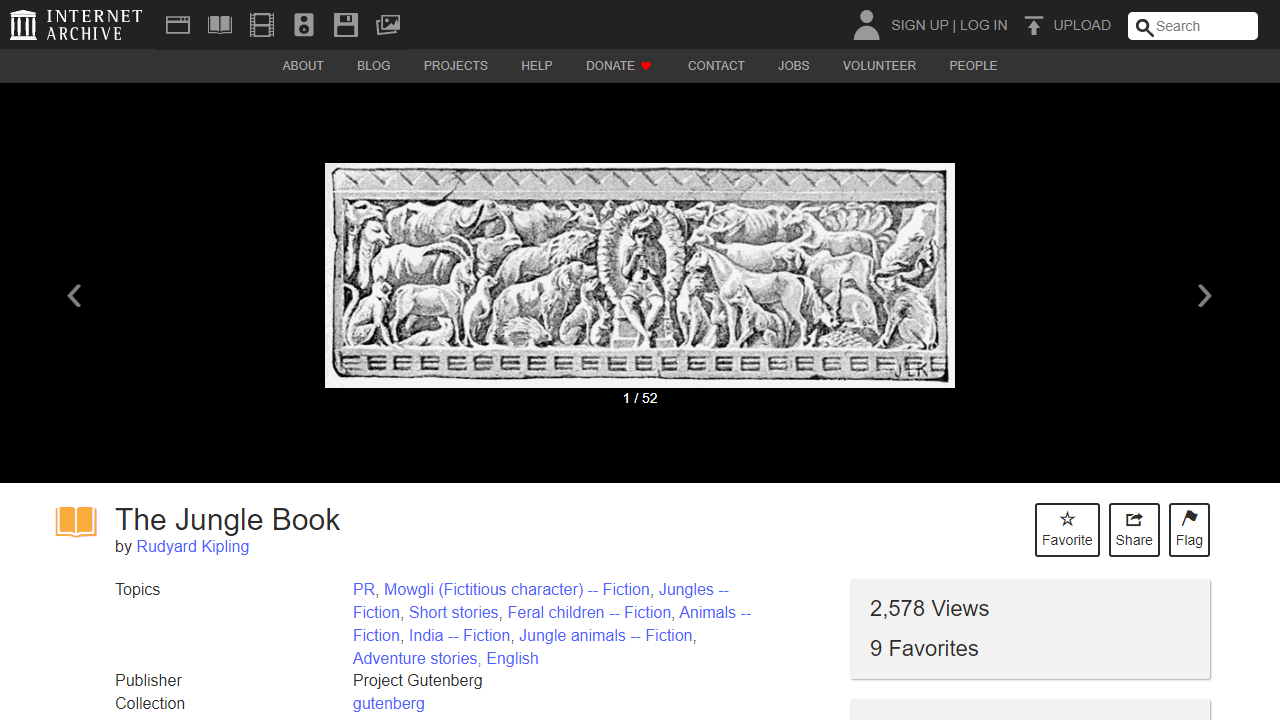 INTERNET
ARCHIVE
SIGN UP | LOG IN
UPLOAD
Search
ABOUT
BLOG
PROJECTS
HELP
DONATE
CONTACT
JOBS
VOLUNTEER
PEOPLE
JLK
1 / 52
The Jungle Book
by Rudyard Kipling
Favorite
Share
Flag
Topics
PR, Mowgli (Fictitious character) -- Fiction, Jungles --
Fiction, Short stories, Feral children -- Fiction, Animals --
Fiction, India -- Fiction, Jungle animals -- Fiction,
Adventure stories, English
Publisher
Project Gutenberg
Collection
gutenberg
2,578 Views
9 Favorites